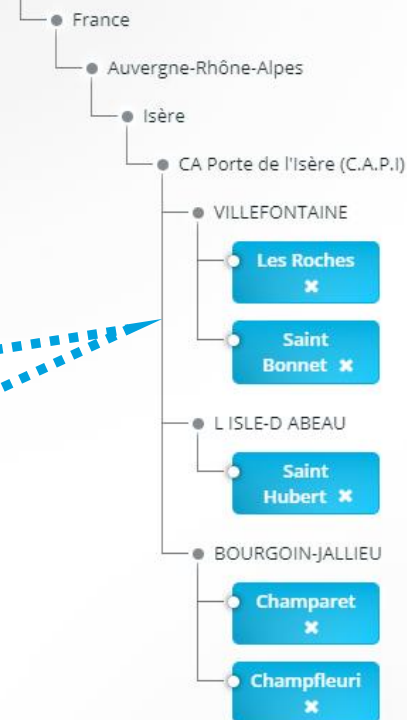 France
Auvergne-Rhône-Alpes
Isère
CA Porte de l'Isère (C.A.P.I)
VILLEFONTAINE
Les Roches
Saint
Bonnet
L ISLE-D ABEAU
Saint
Hubert
BOURGOIN-JALLIEU
Champaret
Champfleuri